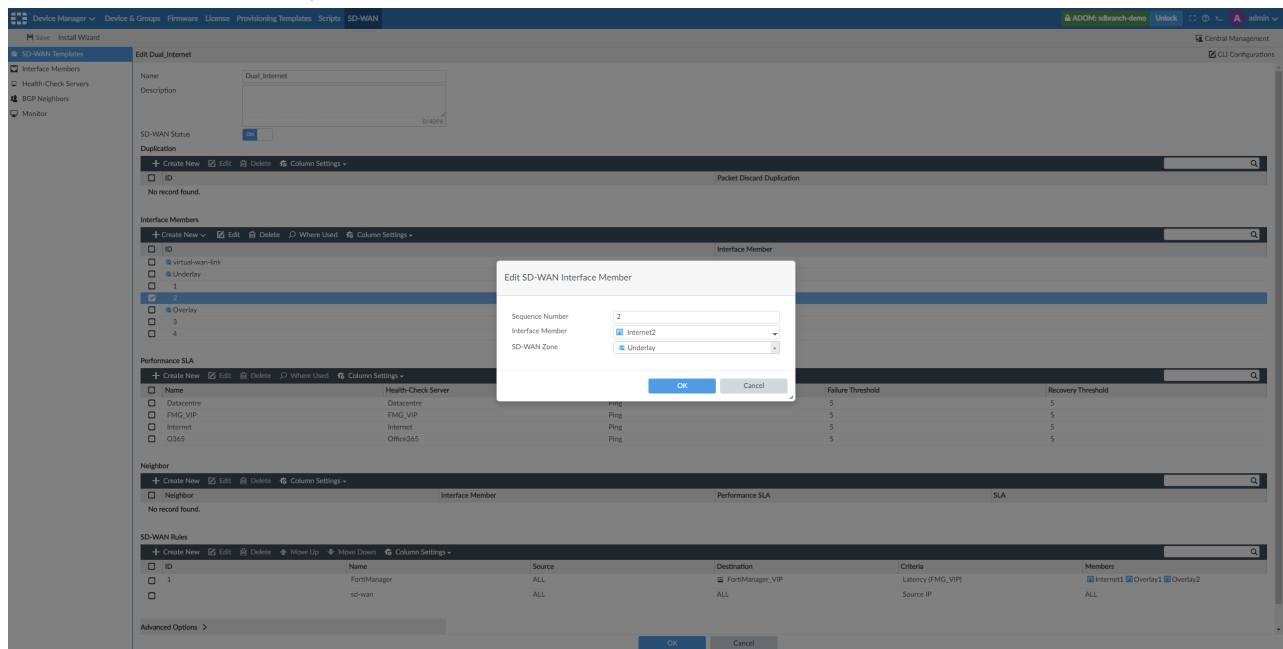 Device Manager Device & Groups Firmware License Provisioning Templates Scripts SD-WAN ADOM: sdbranch-demo Unlock A admin
Save Install Wizard Central Management
SD-WAN Templates Edit Dual_Internet CLI Configurations
Interface Members
Health-Check Servers
BGP Neighbors
Monitor
Name Dual_Internet
Description
0/4096
SD-WAN Status ON
Duplication
+ Create New Edit Delete Column Settings
ID Packet Discard Duplication
No record found.
Interface Members
+ Create New Edit Delete Where Used Column Settings
ID Interface Member
virtual-wan-link
Underlay
1
2
Overlay
3
4
Edit SD-WAN Interface Member
Sequence Number 2
Interface Member Internet2
SD-WAN Zone Underlay
OK Cancel
Performance SLA
+ Create New Edit Delete Where Used Column Settings
Name Health-Check Server Failure Threshold Recovery Threshold
Datacentre Datacentre Ping 5 5
FMG_VIP FMG_VIP Ping 5 5
Internet Internet Ping 5 5
O365 Office365 Ping 5 5
Neighbor
+ Create New Edit Delete Column Settings
Neighbor Interface Member Performance SLA SLA
No record found.
SD-WAN Rules
+ Create New Edit Delete Move Up Move Down Column Settings
ID Name Source Destination Criteria Members
1 FortiManager ALL FortiManager_VIP Latency (FMG_VIP) Internet1 Overlay1 Overlay2
sd-wan ALL ALL Source IP ALL
Advanced Options >
OK Cancel